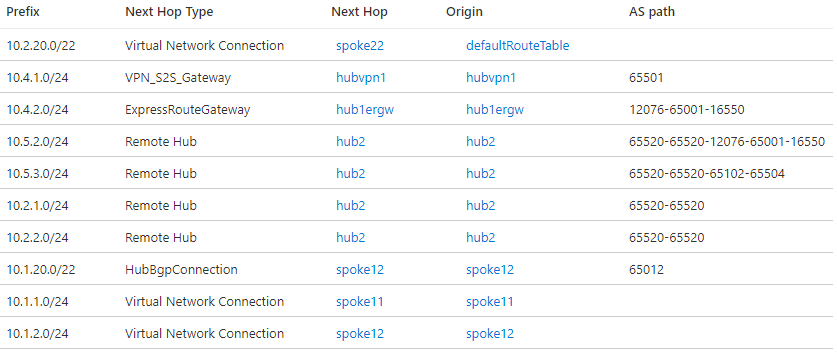 Prefix Next Hop Type Next Hop Origin AS path
10.2.20.0/22 Virtual Network Connection spoke22 defaultRouteTable
10.4.1.0/24 VPN_S2S_Gateway hubvpn1 hubvpn1 65501
10.4.2.0/24 ExpressRouteGateway hub1ergw hub1ergw 12076-65001-16550
10.5.2.0/24 Remote Hub hub2 hub2 65520-65520-12076-65001-16550
10.5.3.0/24 Remote Hub hub2 hub2 65520-65520-65102-65504
10.2.1.0/24 Remote Hub hub2 hub2 65520-65520
10.2.2.0/24 Remote Hub hub2 hub2 65520-65520
10.1.20.0/22 HubBgpConnection spoke12 spoke12 65012
10.1.1.0/24 Virtual Network Connection spoke11 spoke11
10.1.2.0/24 Virtual Network Connection spoke12 spoke12